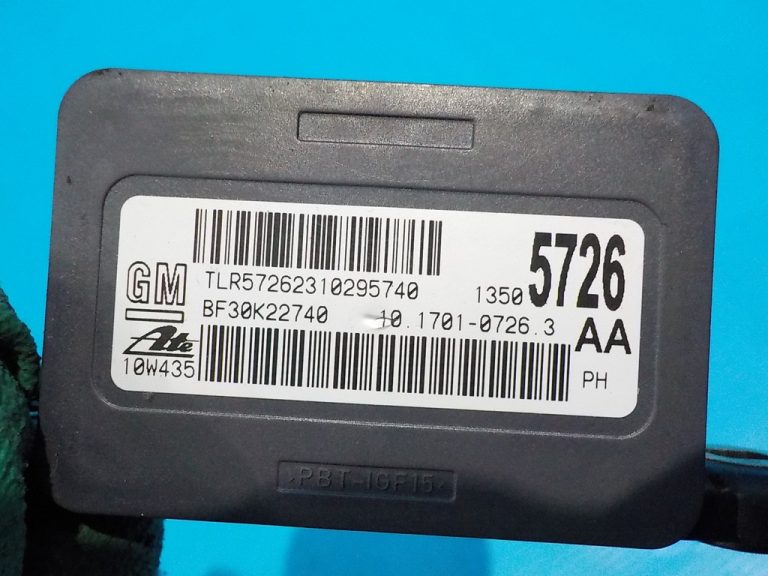 GM
TLR57262310295740
1350 5726
BF30K22740 10.1701-0726.3 AA
Ate
10W435 PH
>PBT-IGF15<